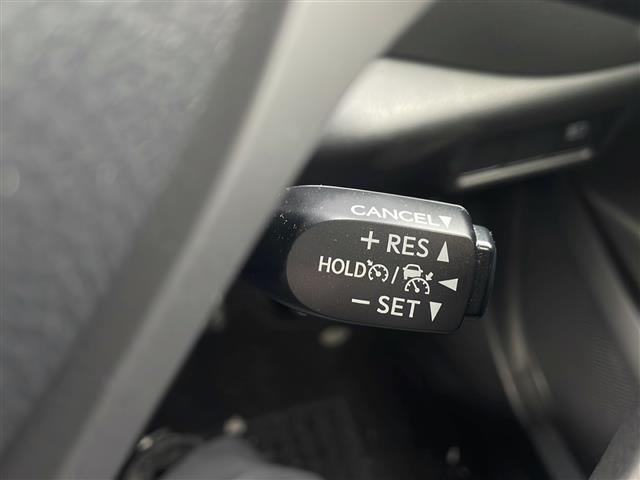 CANCEL▼
+ RES ▲
HOLD / ◄
− SET ▼